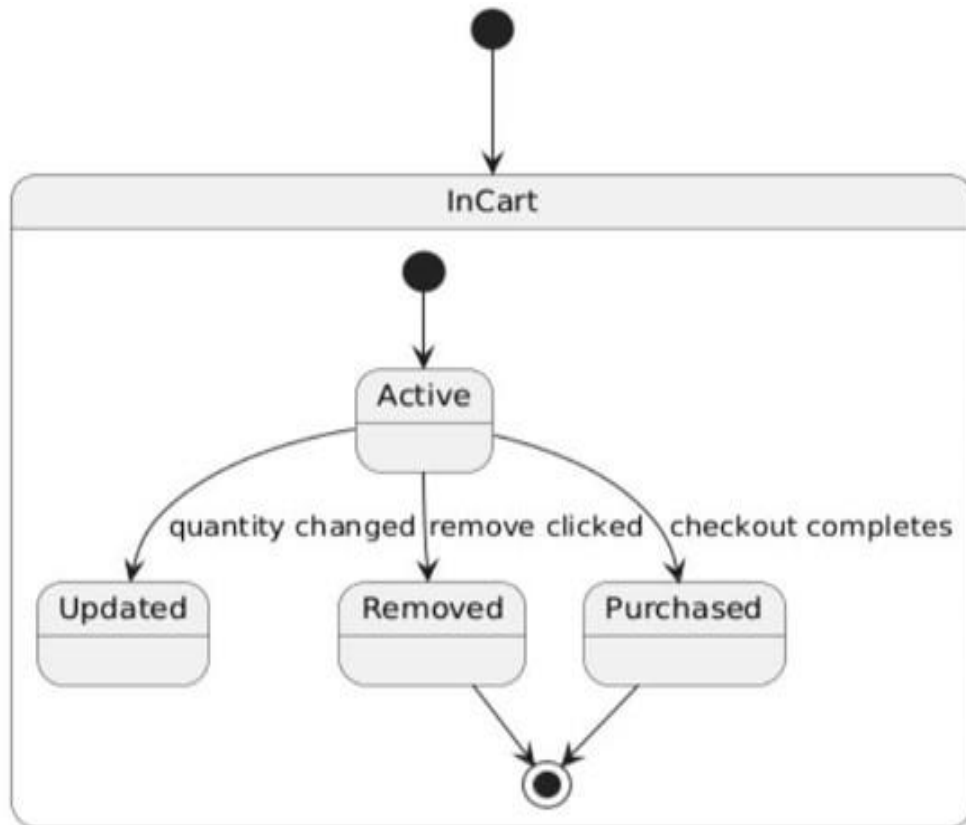 InCart
Active
quantity changed
remove clicked
checkout completes
Updated
Removed
Purchased